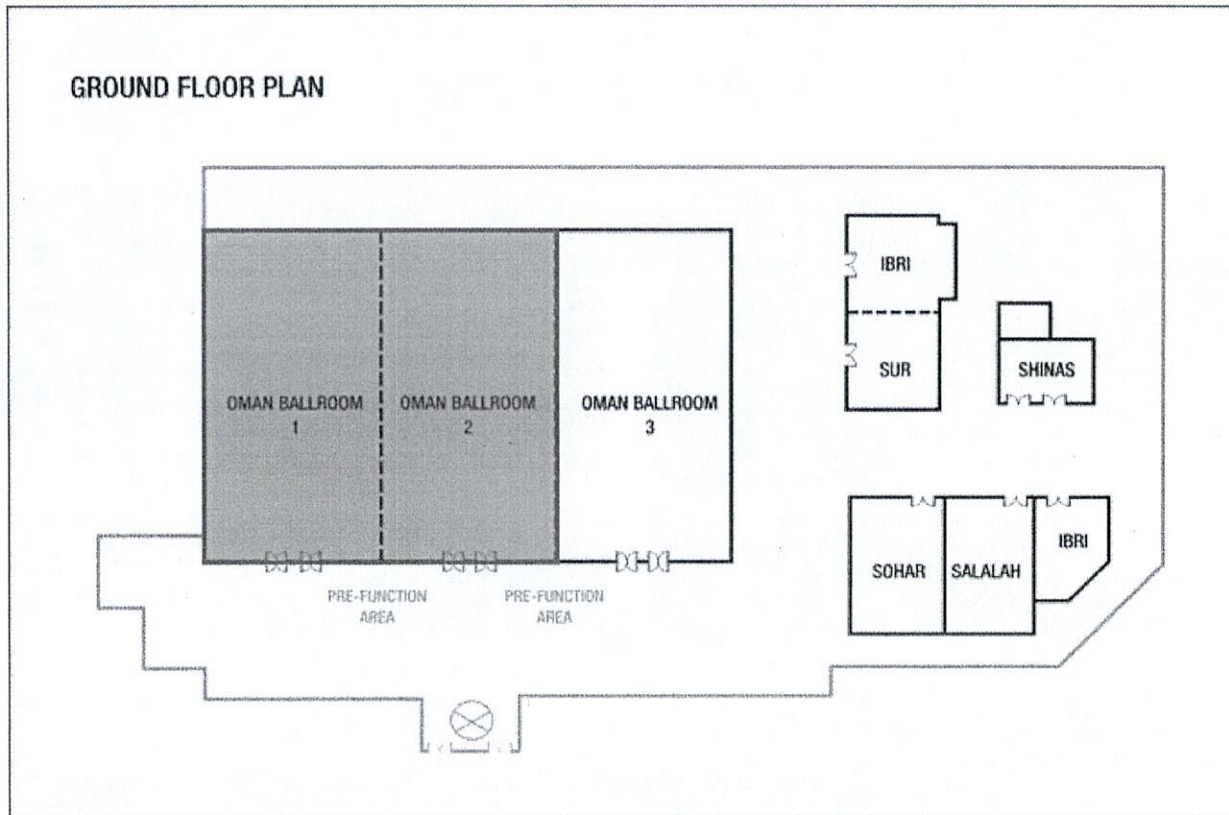 GROUND FLOOR PLAN
IBRI
SUR
SHINAS
OMAN BALLROOM
1
OMAN BALLROOM
2
OMAN BALLROOM
3
SOHAR
SALALAH
IBRI
PRE-FUNCTION
AREA
PRE-FUNCTION
AREA